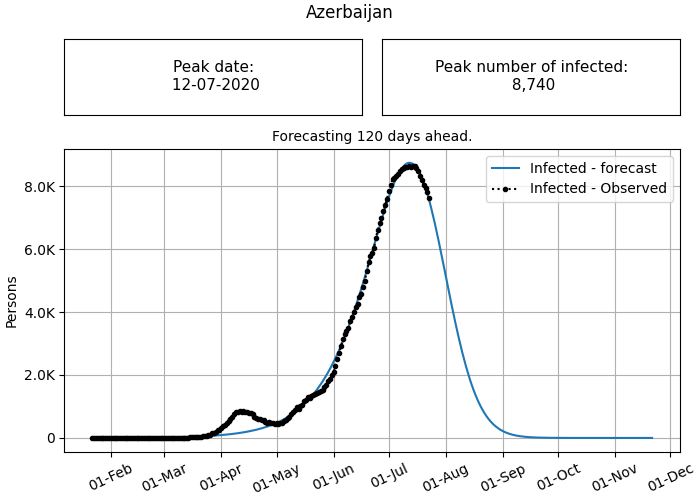 Azerbaijan
Peak date:
12-07-2020
Peak number of infected:
8,740
Forecasting 120 days ahead.
Infected - forecast
Infected - Observed
Persons
8.0K
6.0K
4.0K
2.0K
0
01-Feb
01-Mar
01-Apr
01-May
01-Jun
01-Jul
01-Aug
01-Sep
01-Oct
01-Nov
01-Dec